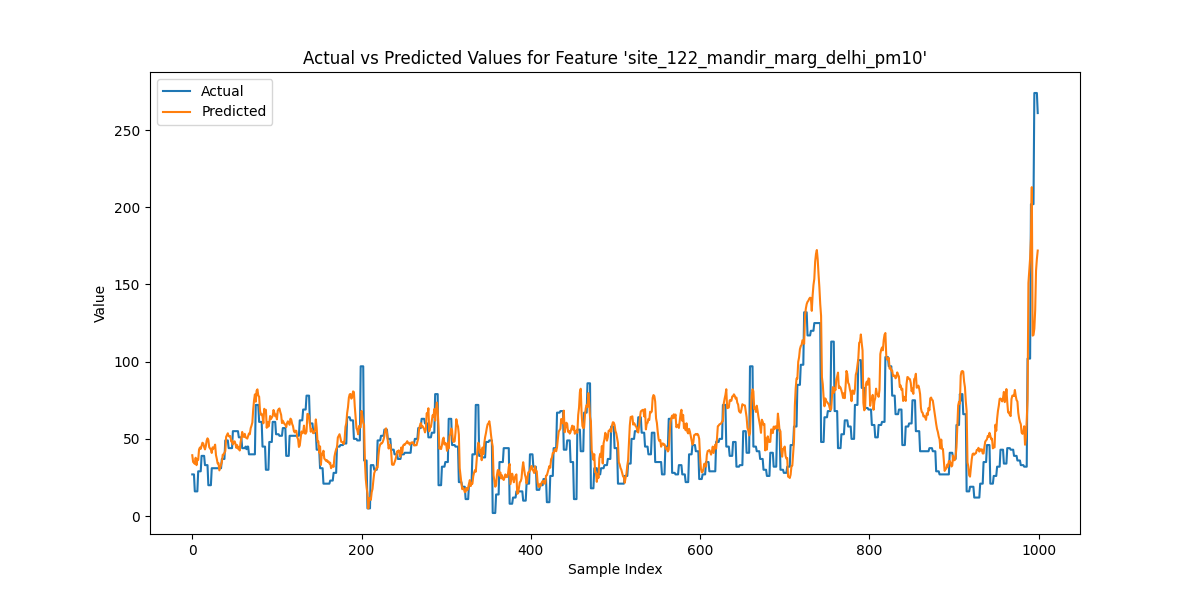 Actual vs Predicted Values for Feature 'site_122_mandir_marg_delhi_pm10'
Actual
Predicted
250
200
150
100
50
0
Value
0 200 400 600 800 1000
Sample Index